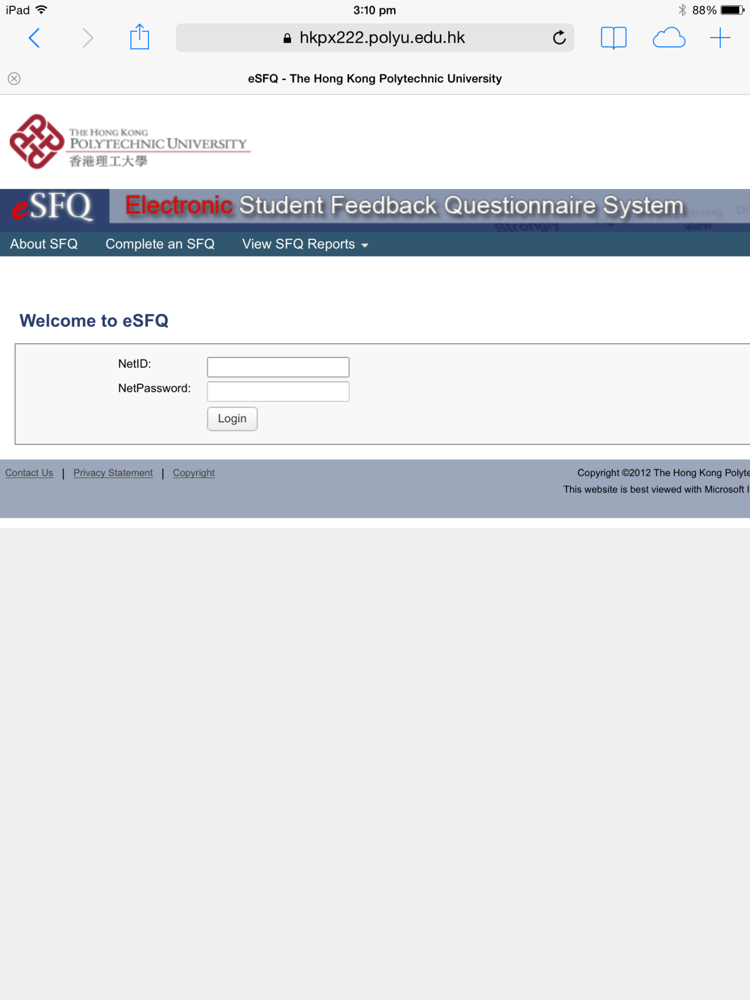 iPad 3:10 pm 88%
hkpx222.polyu.edu.hk
eSFQ - The Hong Kong Polytechnic University
THE HONG KONG
POLYTECHNIC UNIVERSITY
香港理工大學
eSFQ Electronic Student Feedback Questionnaire System
Strongly view
About SFQ Complete an SFQ View SFQ Reports
Welcome to eSFQ
NetID:
NetPassword:
Login
Contact Us | Privacy Statement | Copyright Copyright ©2012 The Hong Kong Polyte
This website is best viewed with Microsoft I